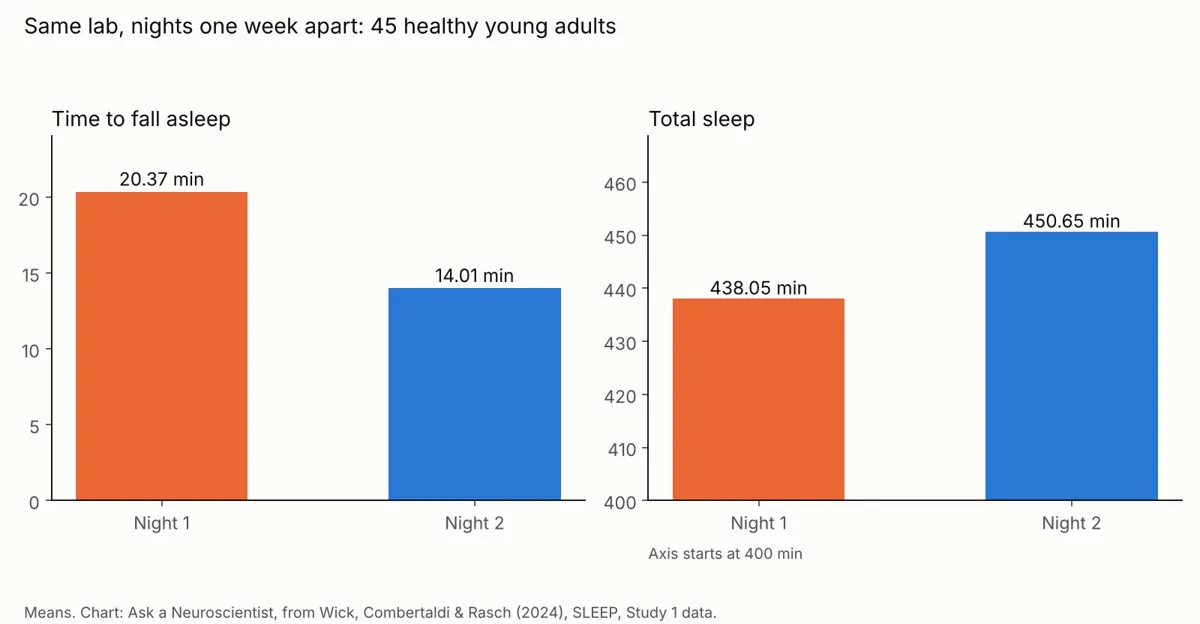 Same lab, nights one week apart: 45 healthy young adults
Time to fall asleep
20.37 min
14.01 min
20
15
10
5
0
Night 1
Night 2
Total sleep
438.05 min
450.65 min
460
450
440
430
420
410
400
Night 1
Night 2
Axis starts at 400 min
Means. Chart: Ask a Neuroscientist, from Wick, Combertaldi & Rasch (2024), SLEEP, Study 1 data.